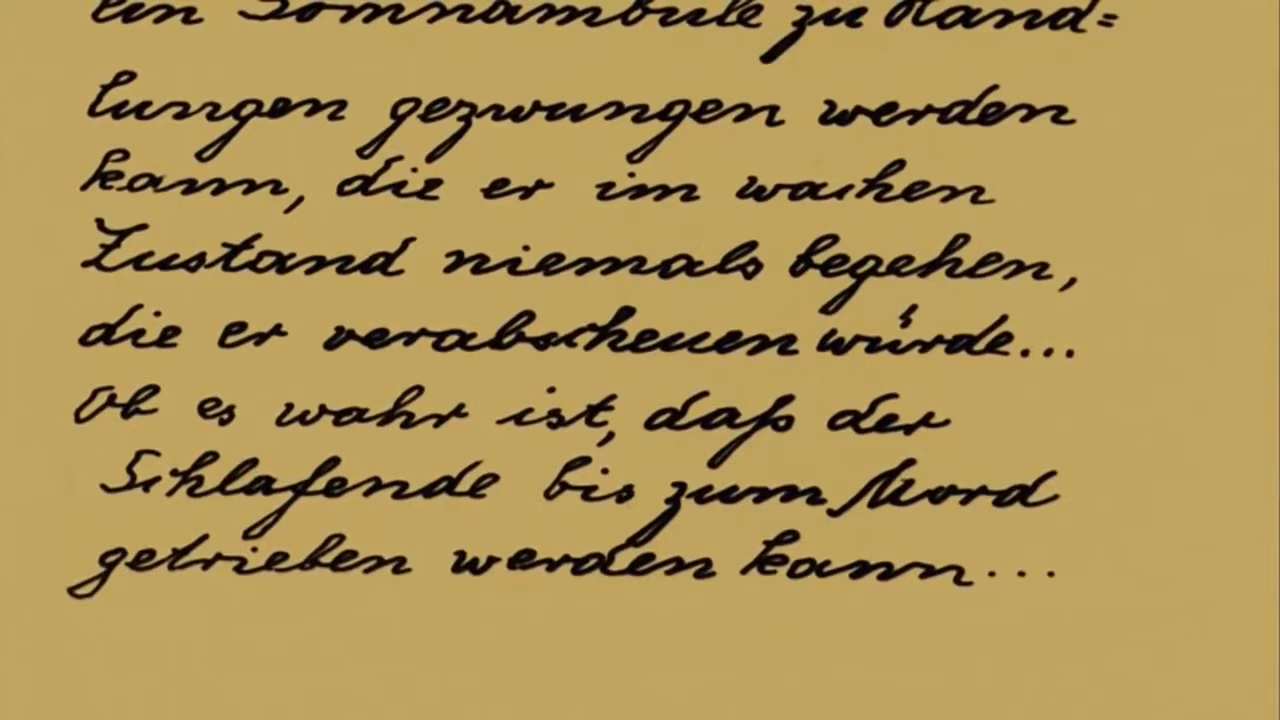 ein Somnambule zu Hand=
lungen gezwungen werden
kann, die er im wachen
Zustand niemals begehen,
die er verabscheuen würde...
Ob es wahr ist, daß der
Schlafende bis zum Mord
getrieben werden kann...